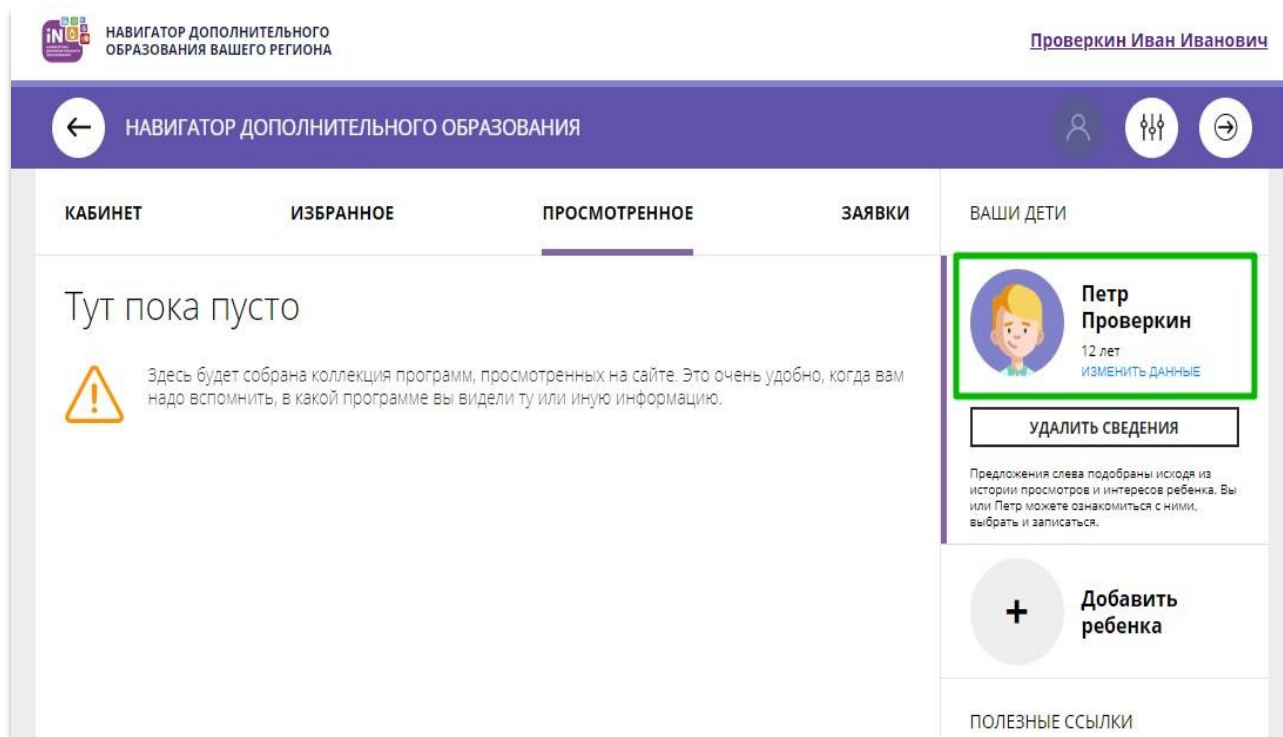 НАВИГАТОР ДОПОЛНИТЕЛЬНОГО
ОБРАЗОВАНИЯ ВАШЕГО РЕГИОНА
Проверкин Иван Иванович
НАВИГАТОР ДОПОЛНИТЕЛЬНОГО ОБРАЗОВАНИЯ
КАБИНЕТ
ИЗБРАННОЕ
ПРОСМОТРЕННОЕ
ЗАЯВКИ
Тут пока пусто
Здесь будет собрана коллекция программ, просмотренных на сайте. Это очень удобно, когда вам
надо вспомнить, в какой программе вы видели ту или иную информацию.
ВАШИ ДЕТИ
Петр
Проверкин
12 лет
ИЗМЕНИТЬ ДАННЫЕ
УДАЛИТЬ СВЕДЕНИЯ
Предложения слева подобраны исходя из
истории просмотров и интересов ребенка. Вы
или Петр можете ознакомиться с ними,
выбрать и записаться.
Добавить
ребенка
ПОЛЕЗНЫЕ ССЫЛКИ